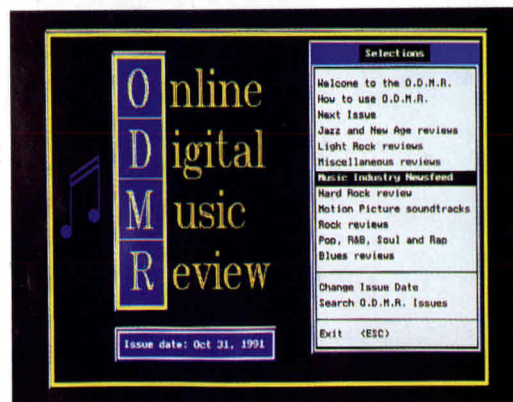 Online
Digital
Music
Review
Issue date: Oct 31, 1991
Selections
Welcome to the O.D.M.R.
How to use O.D.M.R.
Next Issue
Jazz and New Age reviews
Light Rock reviews
Miscellaneous reviews
Music Industry Newsfeed
Hard Rock review
Motion Picture soundtracks
Rock reviews
Pop, R&B, Soul and Rap
Blues reviews
Change Issue Date
Search O.D.M.R. Issues
Exit <ESC>